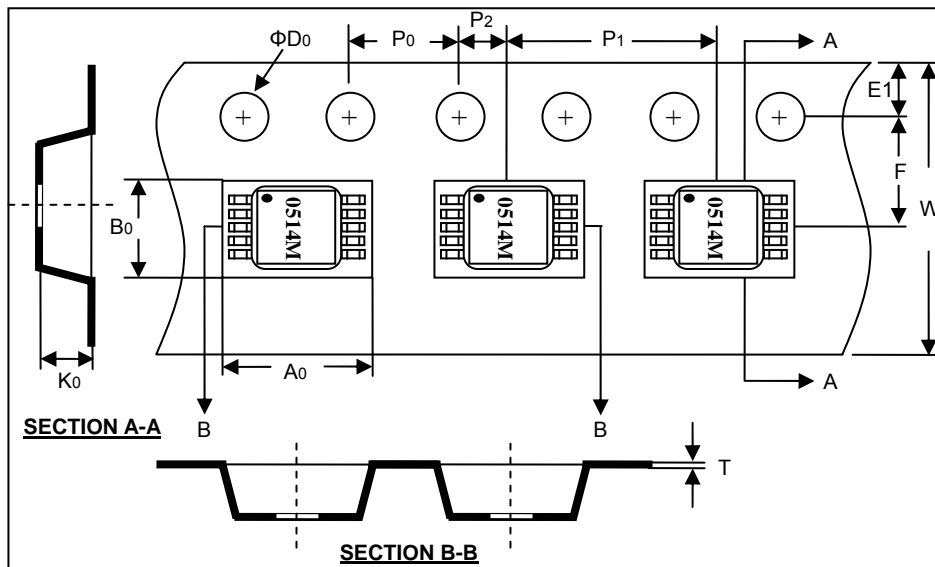 P2
ΦD0
P0
P1
A
E1
F
W
B0
0514M
0514M
0514M
K0
A0
A
SECTION A-A
B
B
T
SECTION B-B